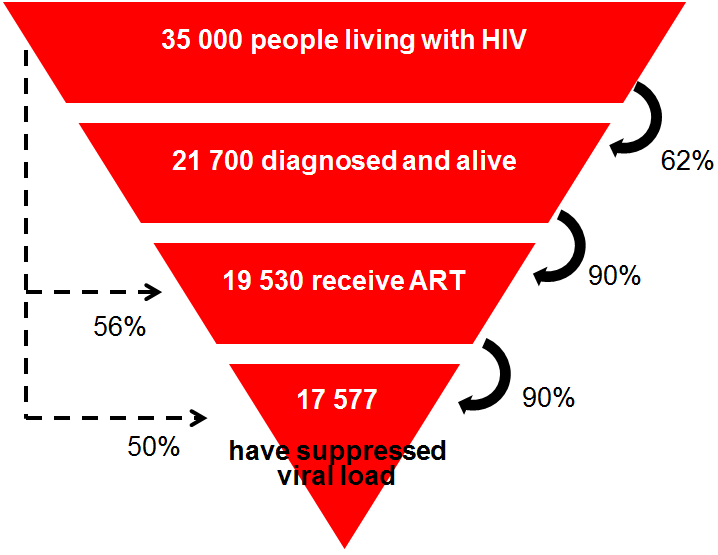 35 000 people living with HIV
62%
21 700 diagnosed and alive
90%
19 530 receive ART
56%
90%
17 577
50%
have suppressed
viral load